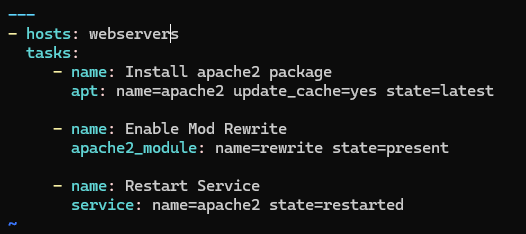 ---
- hosts: webservers
  tasks:
     - name: Install apache2 package
       apt: name=apache2 update_cache=yes state=latest

     - name: Enable Mod Rewrite
       apache2_module: name=rewrite state=present

     - name: Restart Service
       service: name=apache2 state=restarted
~